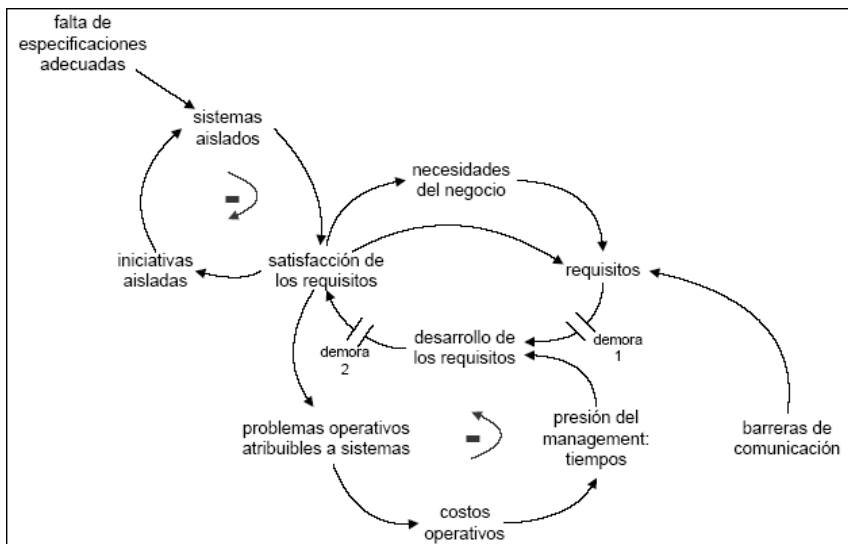 falta de
especificaciones
adecuadas
sistemas
aislados
necesidades
del negocio
iniciativas
aisladas
satisfacción de
los requisitos
requisitos
desarrollo de
los requisitos
demora
1
demora
2
problemas operativos
atribuibles a sistemas
presión del
management:
tiempos
barreras de
comunicación
costos
operativos